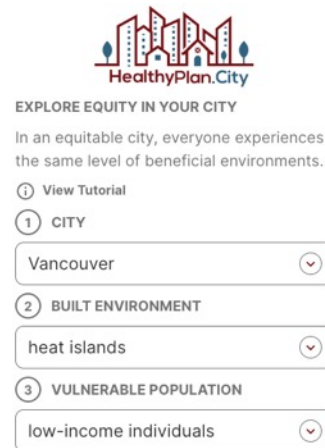 HealthyPlan.City
EXPLORE EQUITY IN YOUR CITY
In an equitable city, everyone experiences
the same level of beneficial environments.
i View Tutorial
1 CITY
Vancouver
2 BUILT ENVIRONMENT
heat islands
3 VULNERABLE POPULATION
low-income individuals